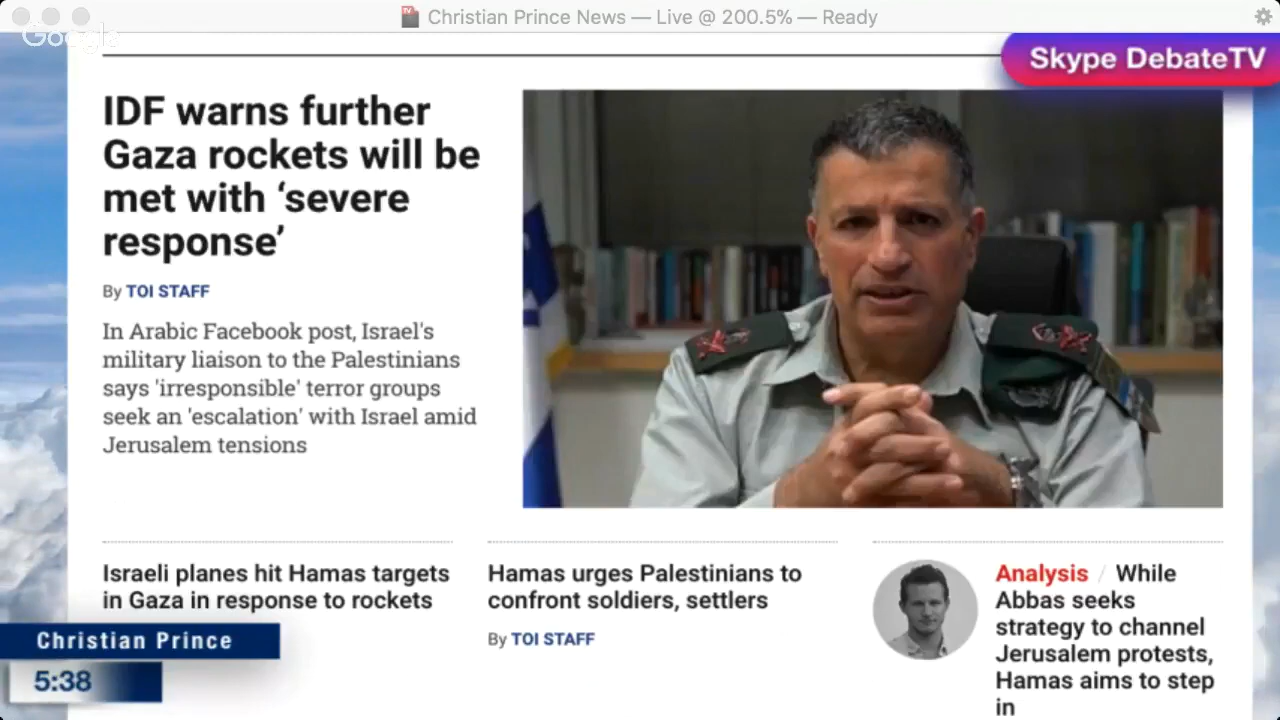 Christian Prince News — Live @ 200.5% — Ready
Google
Skype DebateTV
IDF warns further
Gaza rockets will be
met with ‘severe
response’
By TOI STAFF
In Arabic Facebook post, Israel's
military liaison to the Palestinians
says 'irresponsible' terror groups
seek an 'escalation' with Israel amid
Jerusalem tensions
Israeli planes hit Hamas targets
in Gaza in response to rockets
Hamas urges Palestinians to
confront soldiers, settlers
By TOI STAFF
Analysis / While
Abbas seeks
strategy to channel
Jerusalem protests,
Hamas aims to step
in
Christian Prince
5:38